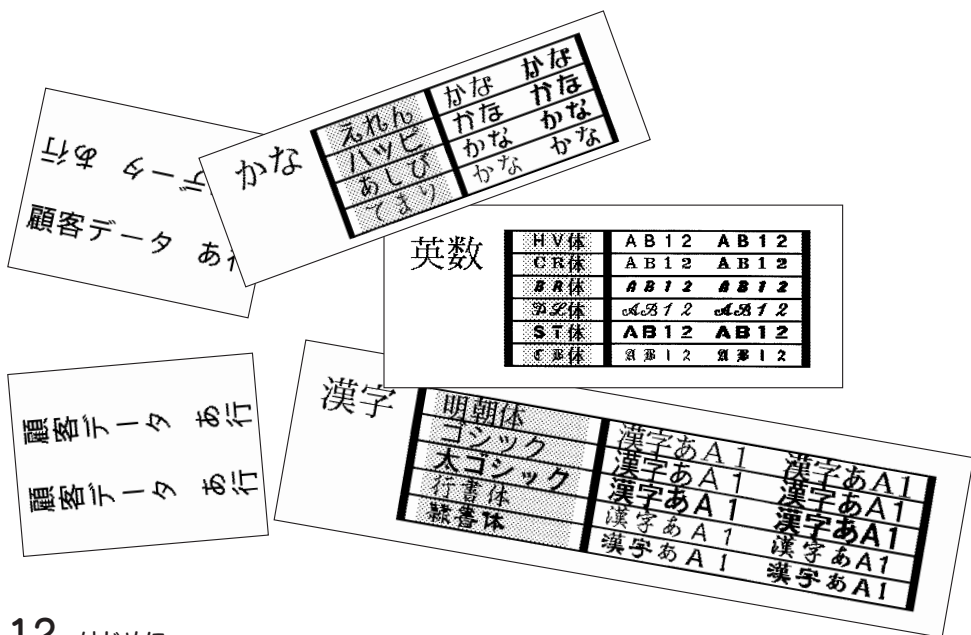 あ行 データ
顧客データ あ行
かな
えれん かな かな
ハッピ かな かな
あしび かな かな
てまり かな かな
英数
HV体 AB12 AB12
CR体 AB12 AB12
BR体 AB12 AB12
DL体 AB12 AB12
ST体 AB12 AB12
CB体 AB12 AB12
顧客データ あ行
顧客データ あ行
漢字
明朝体 漢字あA1 漢字あA1
ゴシック 漢字あA1 漢字あA1
太ゴシック 漢字あA1 漢字あA1
行書体 漢字あA1 漢字あA1
隷書体 漢字あA1 漢字あA1
12